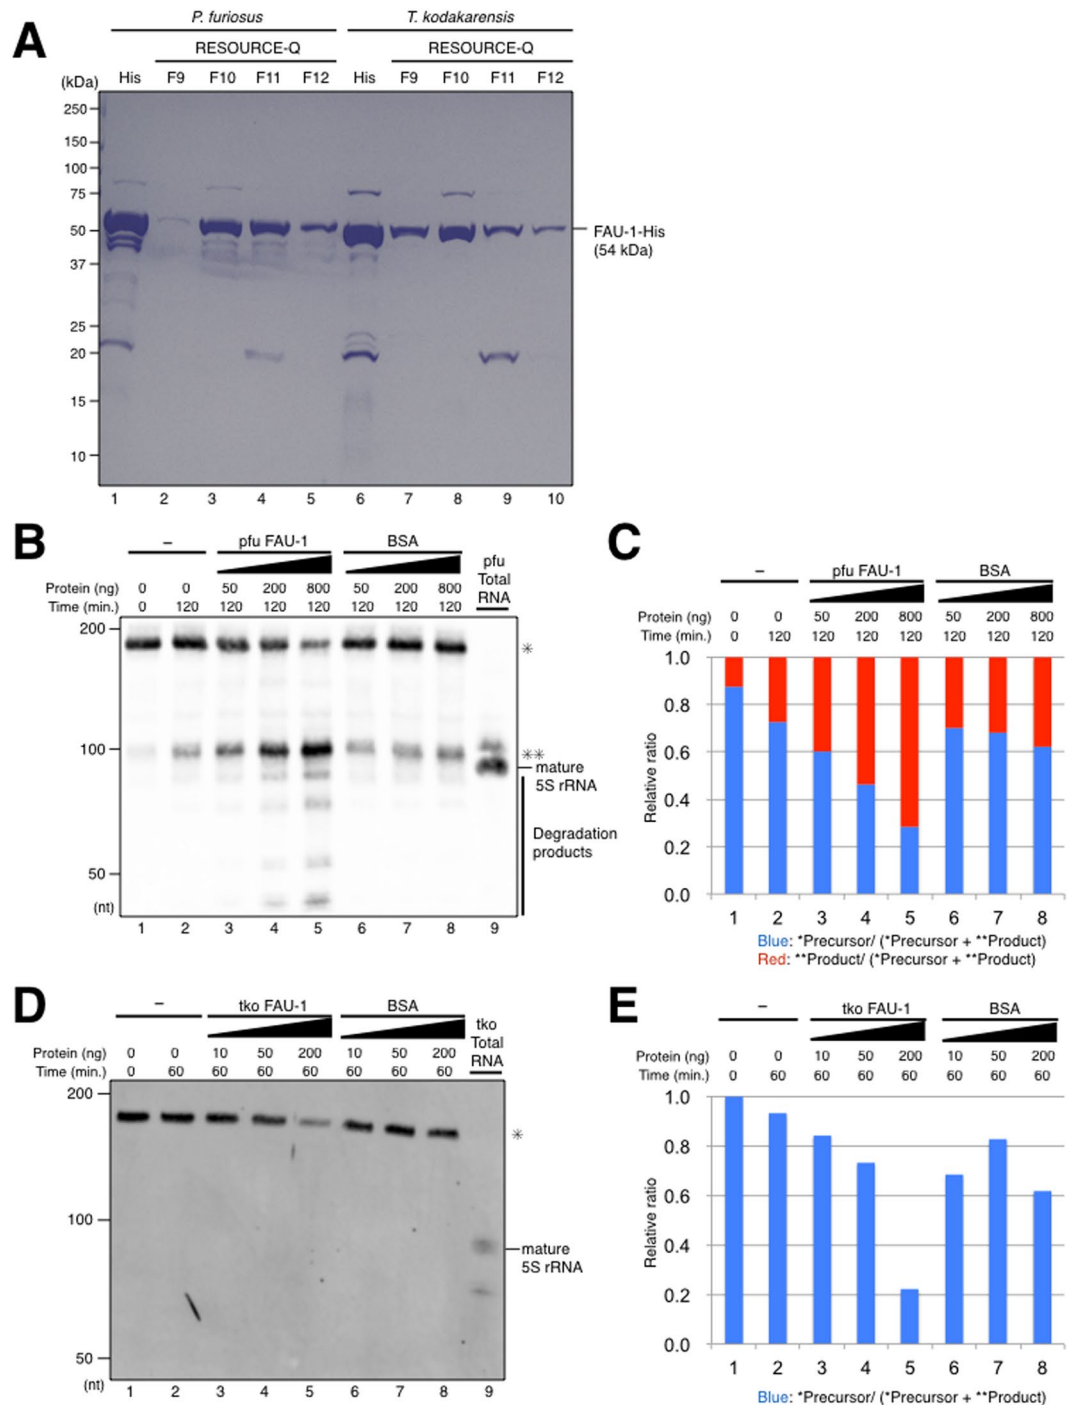 A
P. furiosus
T. kodakarensis
RESOURCE-Q
RESOURCE-Q
(kDa) His F9 F10 F11 F12 His F9 F10 F11 F12
250
150
100
75
50
37
25
20
15
10
FAU-1-His
(54 kDa)
1 2 3 4 5 6 7 8 9 10
B
– pfu FAU-1 BSA
pfu
Total
RNA
Protein (ng) 0 0 50 200 800 50 200 800
Time (min.) 0 120 120 120 120 120 120 120
200
100
50
(nt)
*
**
mature
5S rRNA
Degradation
products
1 2 3 4 5 6 7 8 9
C
– pfu FAU-1 BSA
Protein (ng) 0 0 50 200 800 50 200 800
Time (min.) 0 120 120 120 120 120 120 120
Relative ratio
1.0
0.8
0.6
0.4
0.2
0.0
1 2 3 4 5 6 7 8
Blue: *Precursor/ (*Precursor + **Product)
Red: **Product/ (*Precursor + **Product)
D
– tko FAU-1 BSA
tko
Total
RNA
Protein (ng) 0 0 10 50 200 10 50 200
Time (min.) 0 60 60 60 60 60 60 60
200
100
50
(nt)
*
mature
5S rRNA
1 2 3 4 5 6 7 8 9
E
– tko FAU-1 BSA
Protein (ng) 0 0 10 50 200 10 50 200
Time (min.) 0 60 60 60 60 60 60 60
Relative ratio
1.0
0.8
0.6
0.4
0.2
0.0
1 2 3 4 5 6 7 8
Blue: *Precursor/ (*Precursor + **Product)